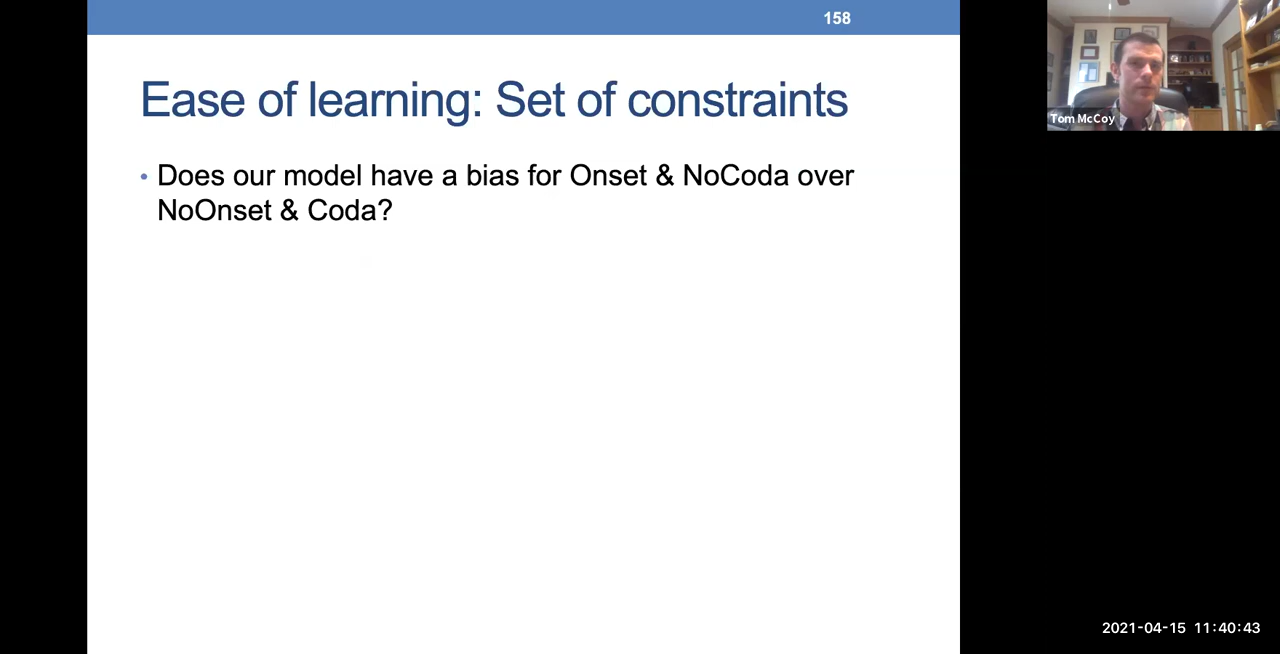 158
Ease of learning: Set of constraints
• Does our model have a bias for Onset & NoCoda over
NoOnset & Coda?
Tom McCoy
2021-04-15 11:40:43